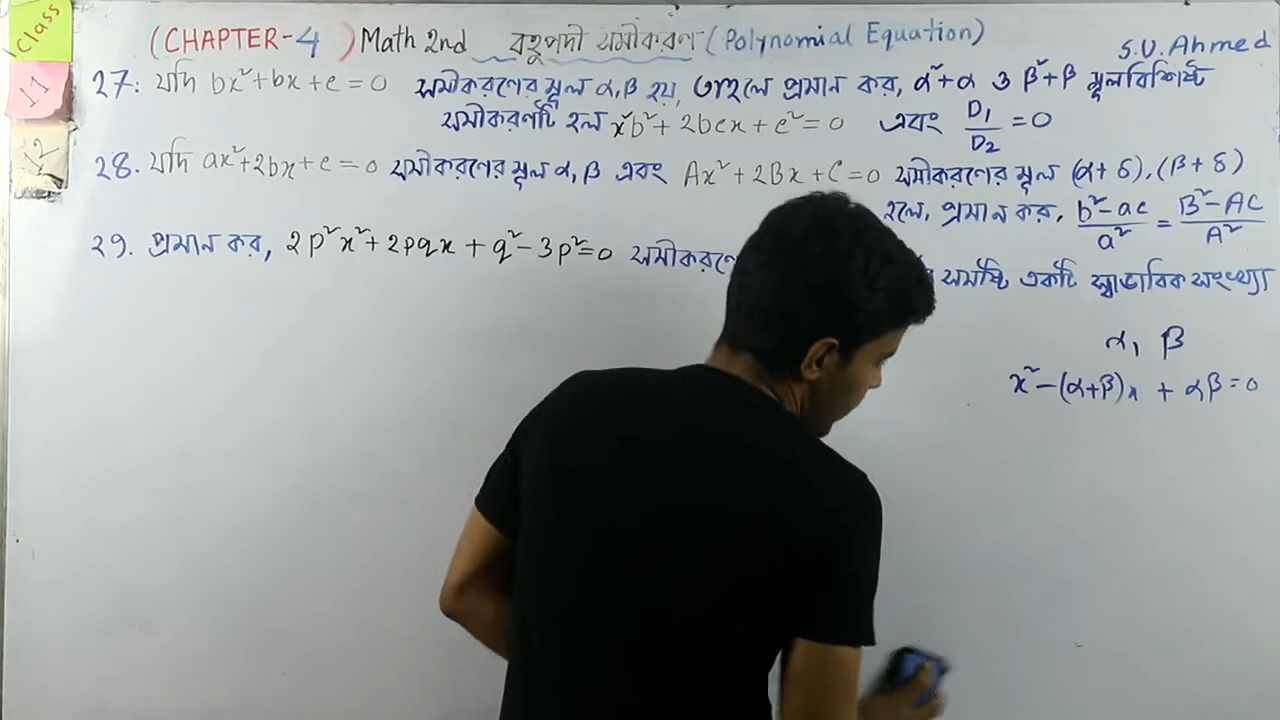 Class
11
12
(CHAPTER-4) Math 2nd বহুপদী সমীকরণ (Polynomial Equation)
S.U. Ahmed
27. যদি bx²+bx+c=0 সমীকরণের মূল α,β হয়, তাহলে প্রমান কর, α²+α ও β²+β মূলবিশিষ্ট
সমীকরণটি হল x²b²+2bcx+c²=0 এবং D₁/D₂=0
28. যদি ax²+2bx+c=0 সমীকরণের মূল α,β এবং Ax²+2Bx+C=0 সমীকরণের মূল (α+δ),(β+δ)
হলে, প্রমান কর, b²-ac/a² = B²-AC/A²
29. প্রমান কর, 2p²x²+2pqx+q²-3p²=0 সমীকরণে
সমষ্টি একটি স্বাভাবিক সংখ্যা
α, β
x²-(α+β)x+αβ=0